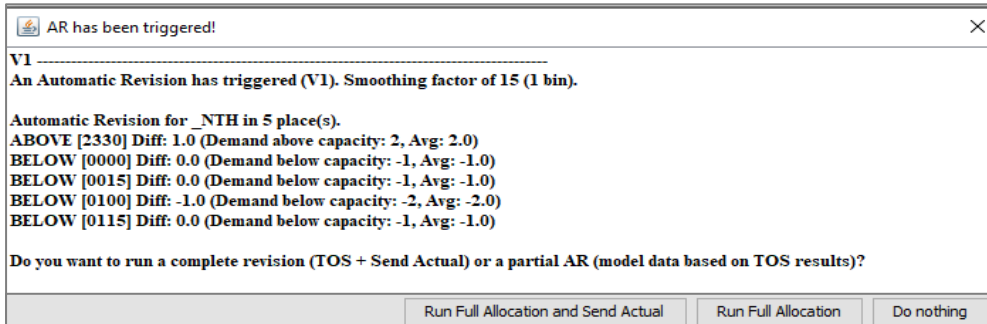 AR has been triggered!
V1 -----------------------------------------------------------------------------------------
An Automatic Revision has triggered (V1). Smoothing factor of 15 (1 bin).
Automatic Revision for _NTH in 5 place(s).
ABOVE [2330] Diff: 1.0 (Demand above capacity: 2, Avg: 2.0)
BELOW [0000] Diff: 0.0 (Demand below capacity: -1, Avg: -1.0)
BELOW [0015] Diff: 0.0 (Demand below capacity: -1, Avg: -1.0)
BELOW [0100] Diff: -1.0 (Demand below capacity: -2, Avg: -2.0)
BELOW [0115] Diff: 0.0 (Demand below capacity: -1, Avg: -1.0)
Do you want to run a complete revision (TOS + Send Actual) or a partial AR (model data based on TOS results)?
Run Full Allocation and Send Actual Run Full Allocation Do nothing